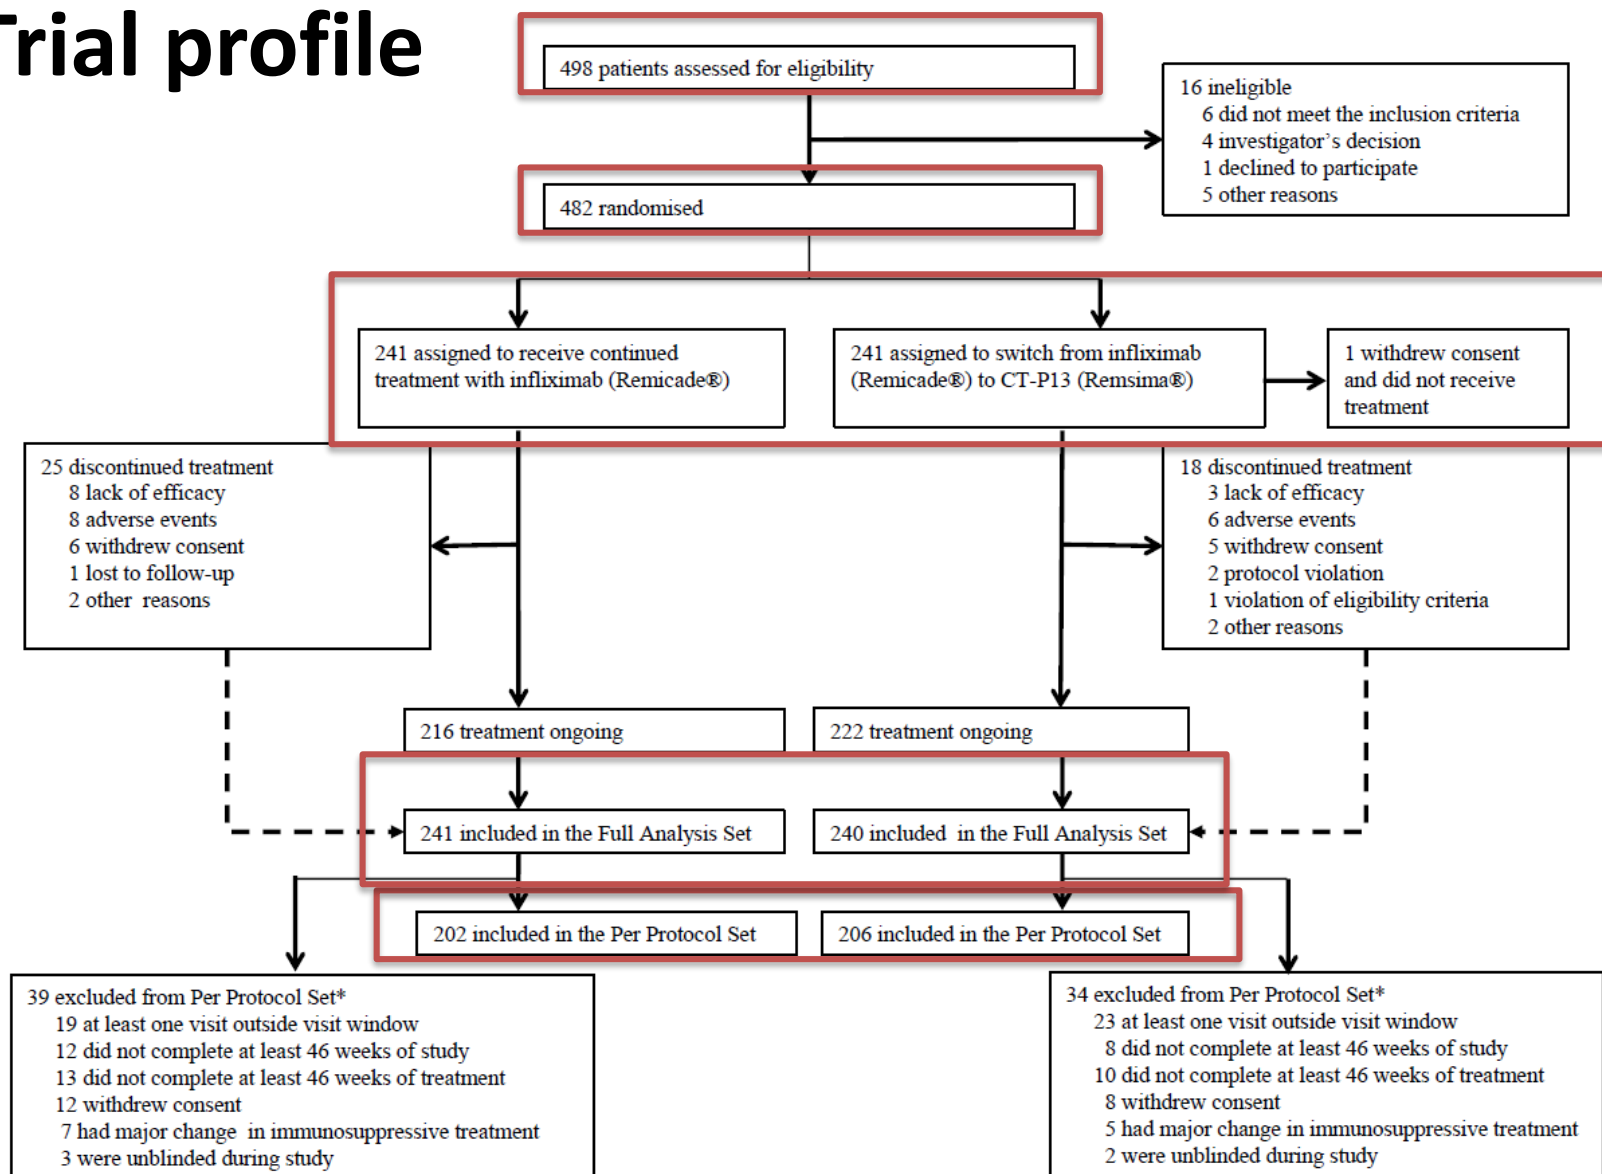 Trial profile
498 patients assessed for eligibility
16 ineligible
6 did not meet the inclusion criteria
4 investigator's decision
1 declined to participate
5 other reasons
482 randomised
241 assigned to receive continued
treatment with infliximab (Remicade®)
241 assigned to switch from infliximab
(Remicade®) to CT-P13 (Remsima®)
1 withdrew consent
and did not receive
treatment
25 discontinued treatment
8 lack of efficacy
8 adverse events
6 withdrew consent
1 lost to follow-up
2 other reasons
18 discontinued treatment
3 lack of efficacy
6 adverse events
5 withdrew consent
2 protocol violation
1 violation of eligibility criteria
2 other reasons
216 treatment ongoing
222 treatment ongoing
241 included in the Full Analysis Set
240 included in the Full Analysis Set
202 included in the Per Protocol Set
206 included in the Per Protocol Set
39 excluded from Per Protocol Set*
19 at least one visit outside visit window
12 did not complete at least 46 weeks of study
13 did not complete at least 46 weeks of treatment
12 withdrew consent
7 had major change in immunosuppressive treatment
3 were unblinded during study
34 excluded from Per Protocol Set*
23 at least one visit outside visit window
8 did not complete at least 46 weeks of study
10 did not complete at least 46 weeks of treatment
8 withdrew consent
5 had major change in immunosuppressive treatment
2 were unblinded during study